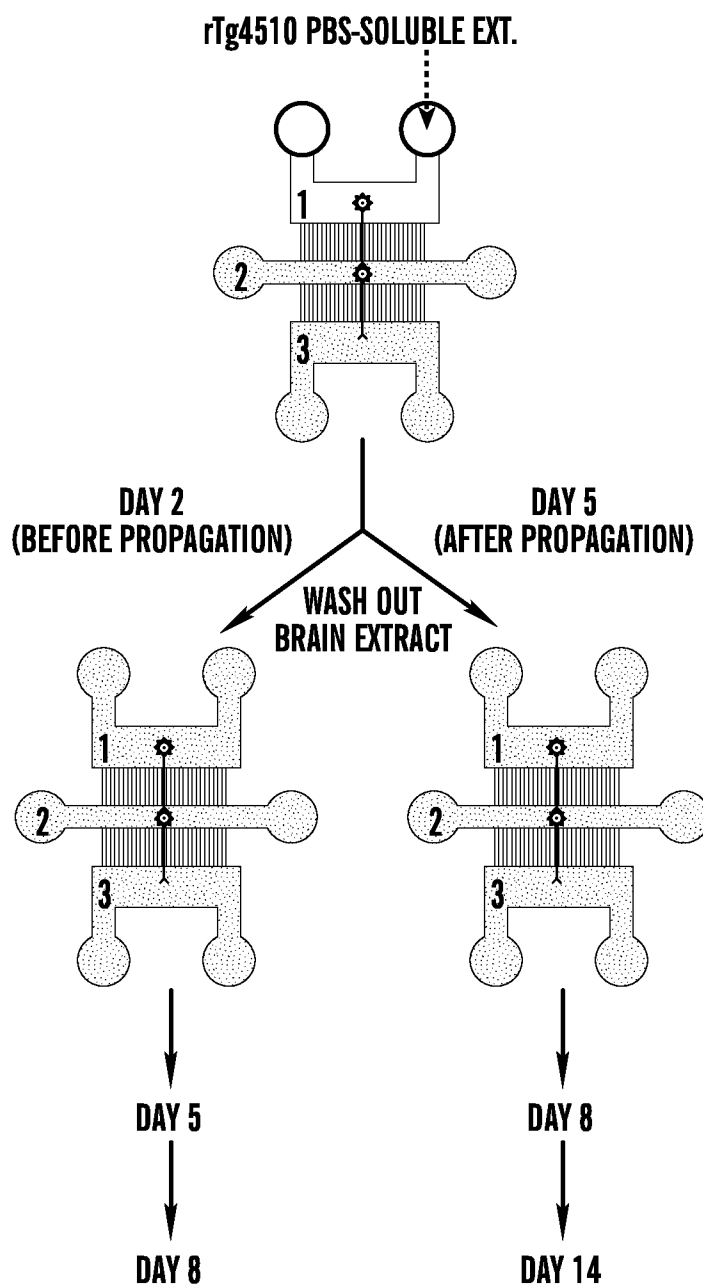 rTg4510 PBS-SOLUBLE EXT.
1
2
3
DAY 2
(BEFORE PROPAGATION)
DAY 5
(AFTER PROPAGATION)
WASH OUT
BRAIN EXTRACT
1
2
3
1
2
3
DAY 5
DAY 8
DAY 8
DAY 14